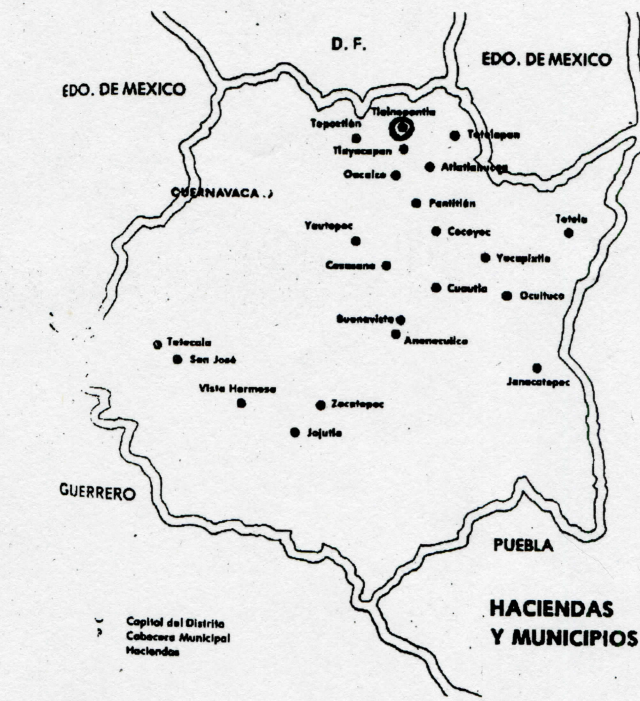 D. F.
EDO. DE MEXICO
EDO. DE MEXICO
Tlalnepantla
Tepoztlán
Totolapan
Tlayacapan
Atlatlahucan
Oacalco
CUERNAVACA
Pantitlán
Totola
Yautepec
Cocoyoc
Yecapixtla
Casasano
Cuautla
Ocuituco
Buenavista
Anenecuilco
Tetecala
San José
Janacatepec
Vista Hermosa
Zacatepec
Jojutla
GUERRERO
PUEBLA
HACIENDAS
Y MUNICIPIOS
Capital del Distrito
Cabecera Municipal
Haciendas